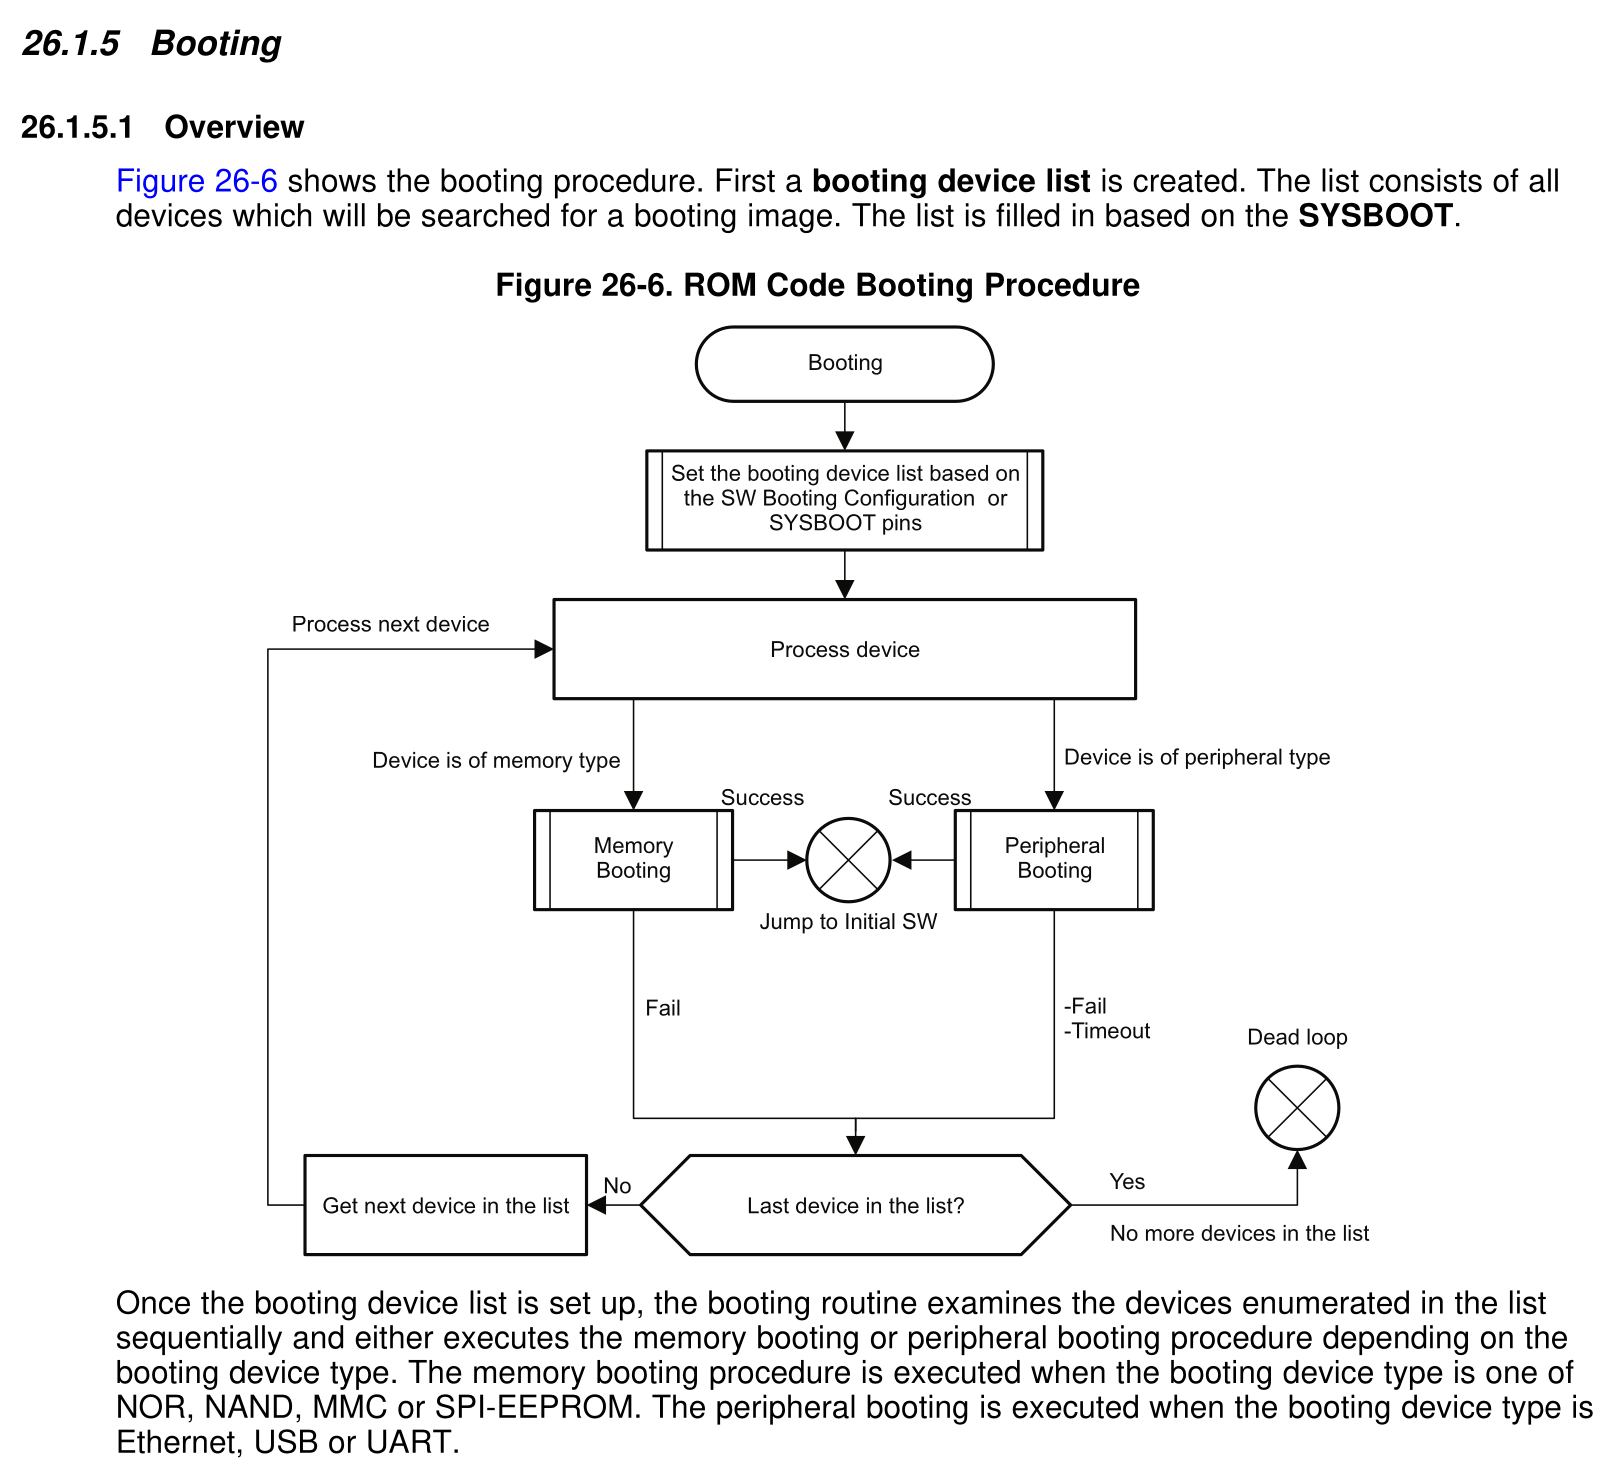 26.1.5 Booting
26.1.5.1 Overview
Figure 26-6 shows the booting procedure. First a booting device list is created. The list consists of all
devices which will be searched for a booting image. The list is filled in based on the SYSBOOT.
Figure 26-6. ROM Code Booting Procedure
Booting
Set the booting device list based on
the SW Booting Configuration or
SYSBOOT pins
Process next device
Process device
Device is of memory type
Device is of peripheral type
Success
Success
Memory
Booting
Peripheral
Booting
Jump to Initial SW
Fail
-Fail
-Timeout
Dead loop
Get next device in the list
No
Last device in the list?
Yes
No more devices in the list
Once the booting device list is set up, the booting routine examines the devices enumerated in the list
sequentially and either executes the memory booting or peripheral booting procedure depending on the
booting device type. The memory booting procedure is executed when the booting device type is one of
NOR, NAND, MMC or SPI-EEPROM. The peripheral booting is executed when the booting device type is
Ethernet, USB or UART.